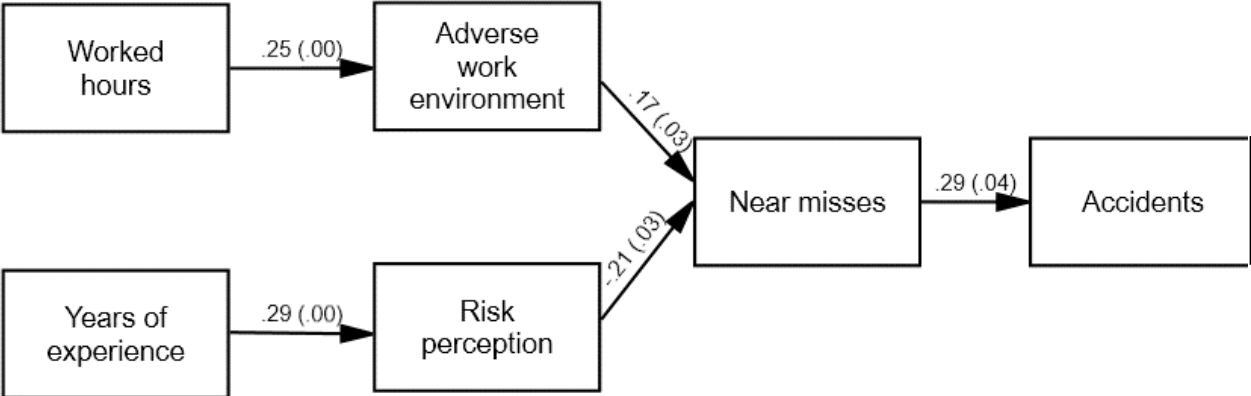 Worked
hours
.25 (.00)
Adverse
work
environment
.17 (.03)
Near misses
.29 (.04)
Accidents
Years of
experience
.29 (.00)
Risk
perception
-.21 (.03)